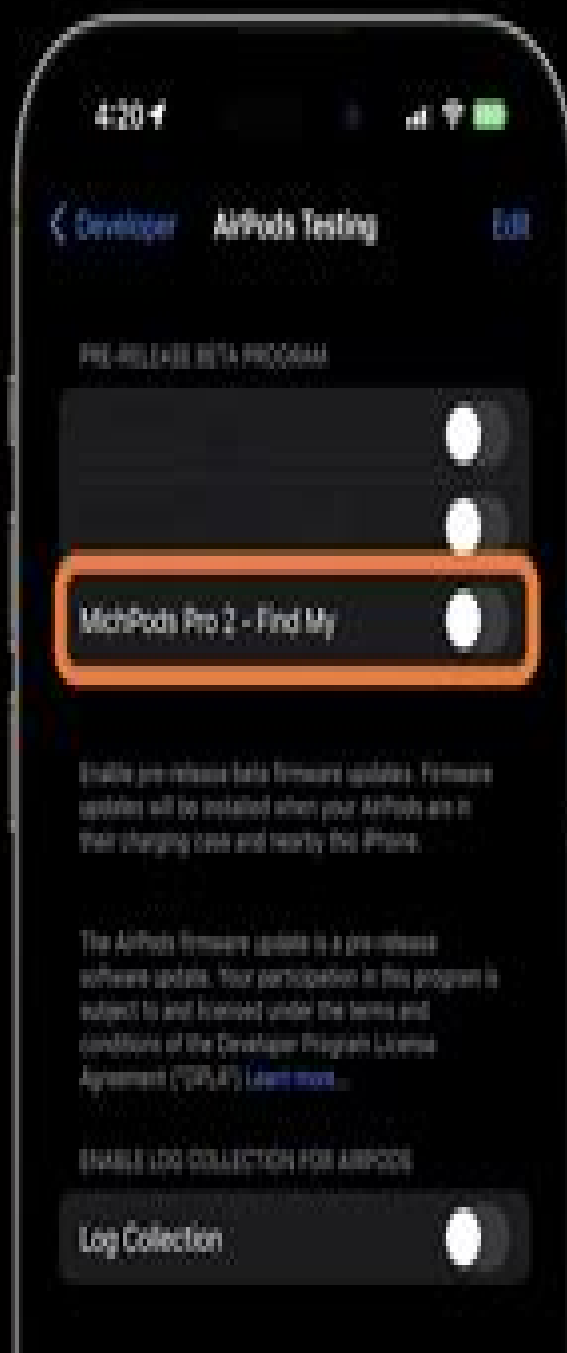 4:20
Developer
AirPods Testing
Edit
PRE-RELEASE BETA PROGRAM
MichPods Pro 2 - Find My
Enable pre-release beta firmware updates. Firmware
updates will be installed when your AirPods are in
their charging case and nearby this iPhone.
The AirPods firmware update is a pre-release
software update. Your participation in this program is
subject to and licensed under the terms and
conditions of the Developer Program License
Agreement ("DPLA") Learn more...
ENABLE LOG COLLECTION FOR AIRPODS
Log Collection